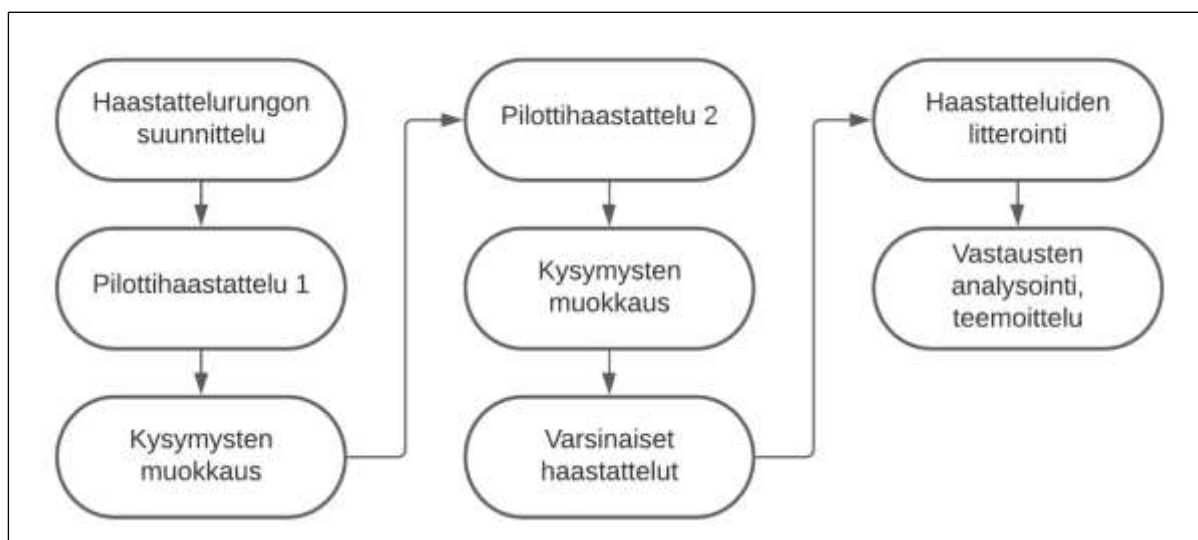 Haastattelurungon
suunnittelu
Pilottihaastattelu 1
Kysymysten
muokkaus
Pilottihaastattelu 2
Kysymysten
muokkaus
Varsinaiset
haastattelut
Haastatteluiden
litterointi
Vastausten
analysointi,
teemoittelu